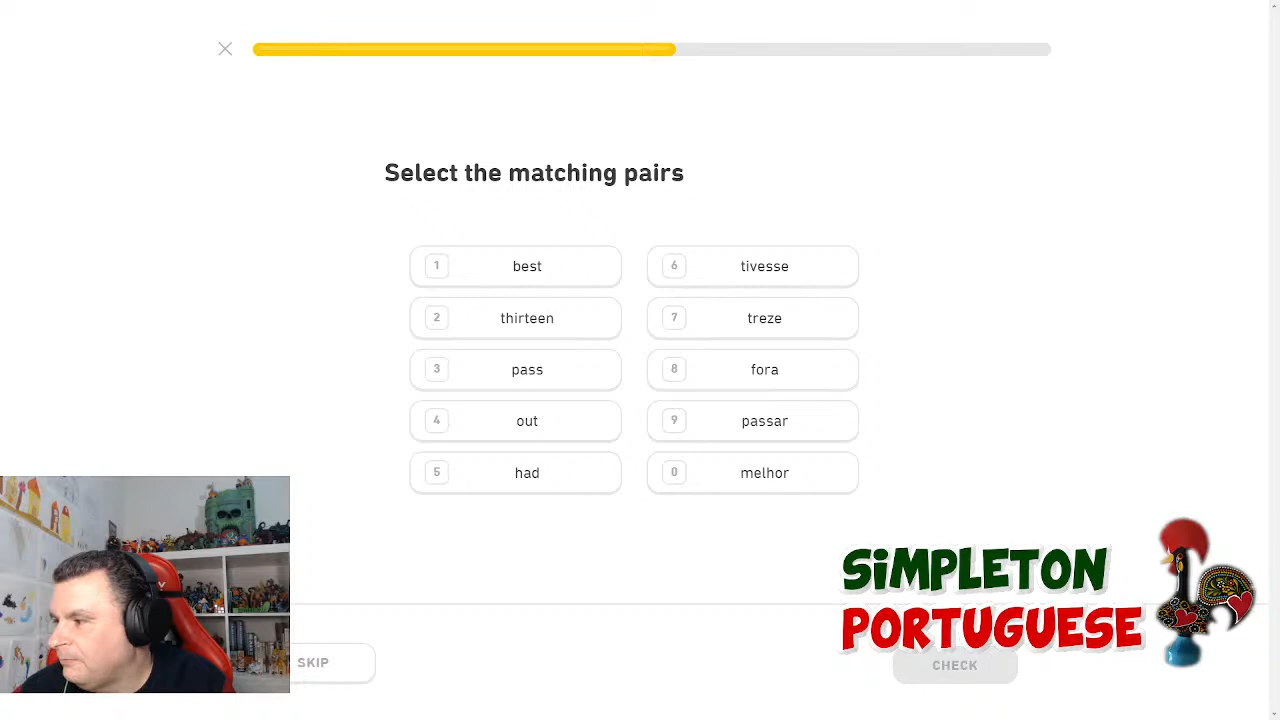 Select the matching pairs
1 best
6 tivesse
2 thirteen
7 treze
3 pass
8 fora
4 out
9 passar
5 had
0 melhor
SiMPLETON
PORTUGUESE
SKIP
CHECK